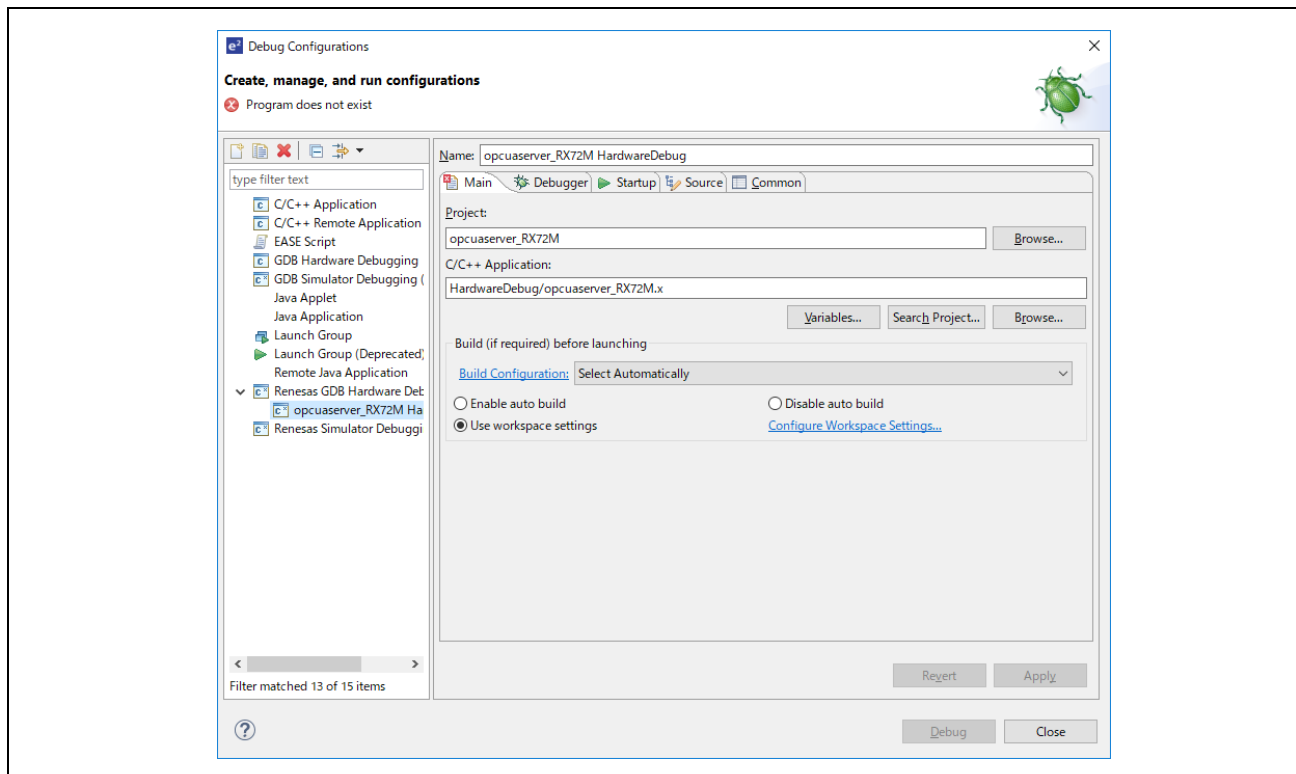 e² Debug Configurations
Create, manage, and run configurations
Program does not exist
type filter text
C/C++ Application
C/C++ Remote Application
EASE Script
GDB Hardware Debugging
GDB Simulator Debugging (
Java Applet
Java Application
Launch Group
Launch Group (Deprecated)
Remote Java Application
Renesas GDB Hardware Deb
opcuaserver_RX72M Ha
Renesas Simulator Debuggi
Filter matched 13 of 15 items
Name: opcuaserver_RX72M HardwareDebug
Main Debugger Startup Source Common
Project:
opcuaserver_RX72M Browse...
C/C++ Application:
HardwareDebug/opcuaserver_RX72M.x
Variables... Search Project... Browse...
Build (if required) before launching
Build Configuration: Select Automatically
Enable auto build Disable auto build
Use workspace settings Configure Workspace Settings...
Revert Apply
? Debug Close